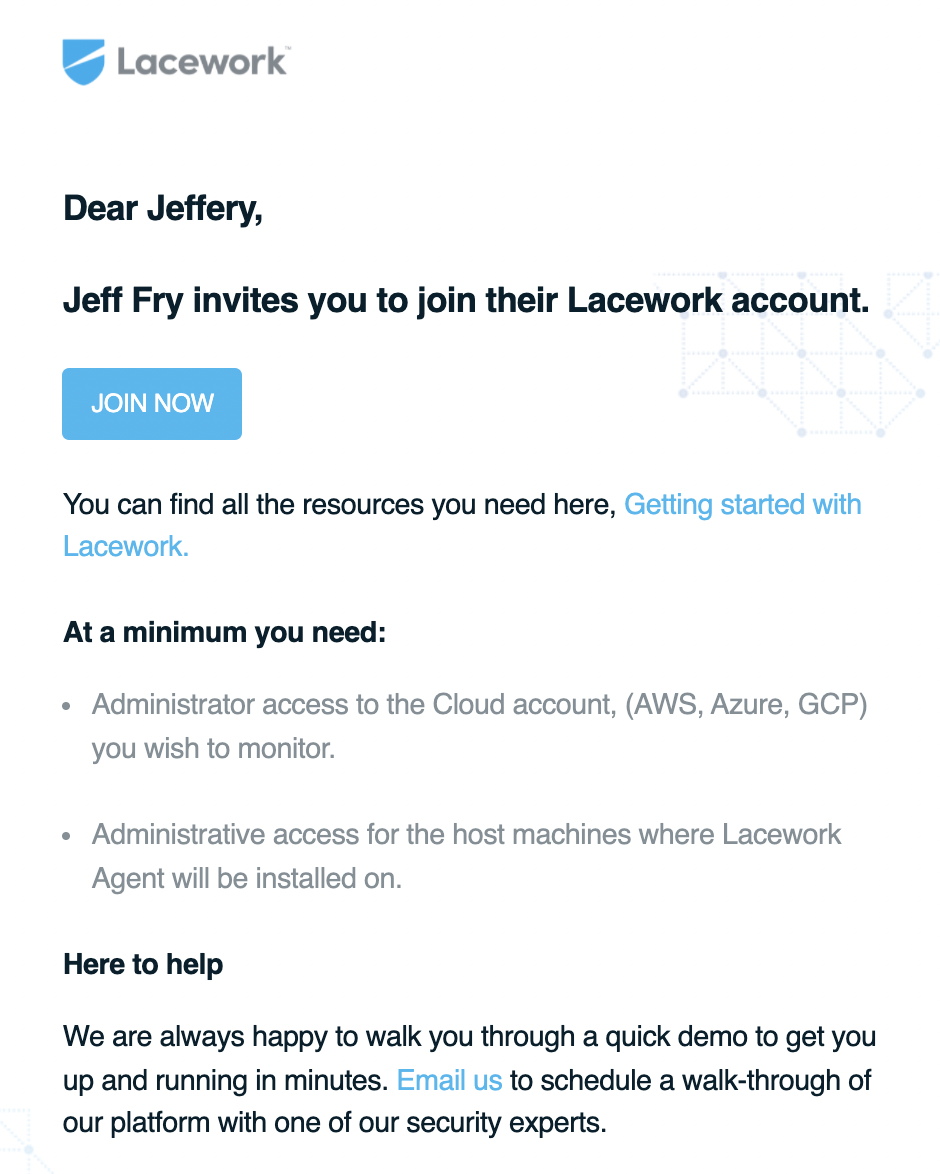 Lacework™
Dear Jeffery,
Jeff Fry invites you to join their Lacework account.
JOIN NOW
You can find all the resources you need here, Getting started with
Lacework.
At a minimum you need:
• Administrator access to the Cloud account, (AWS, Azure, GCP)
you wish to monitor.
• Administrative access for the host machines where Lacework
Agent will be installed on.
Here to help
We are always happy to walk you through a quick demo to get you
up and running in minutes. Email us to schedule a walk-through of
our platform with one of our security experts.